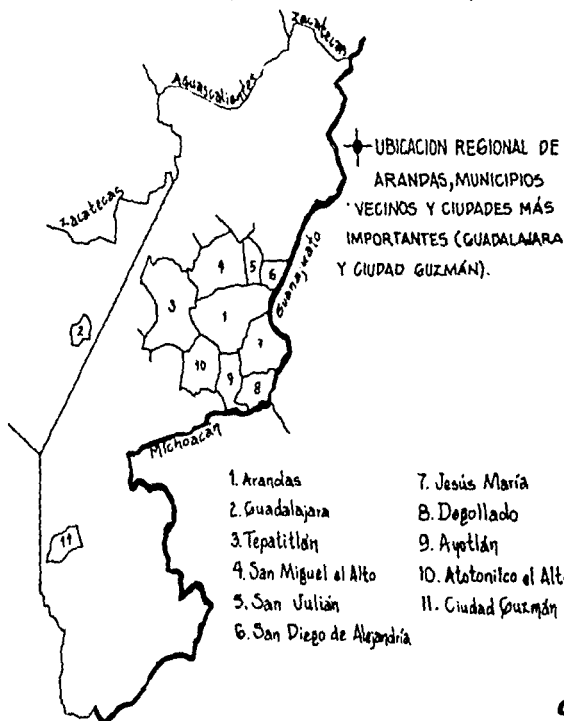 Zacatecas
Aguascalientes
Zacatecas
UBICACION REGIONAL DE
ARANDAS, MUNICIPIOS
VECINOS Y CIUDADES MÁS
IMPORTANTES (GUADALAJARA
Y CIUDAD GUZMÁN).
Guanajuato
4
5
6
3
1
2
7
10
9
8
Michoacán
11
1. Arandas
2. Guadalajara
3. Tepatitlán
4. San Miguel el Alto
5. San Julián
6. San Diego de Alejandría
7. Jesús María
8. Degollado
9. Ayotlán
10. Atotonilco el Alt
11. Ciudad Guzmán